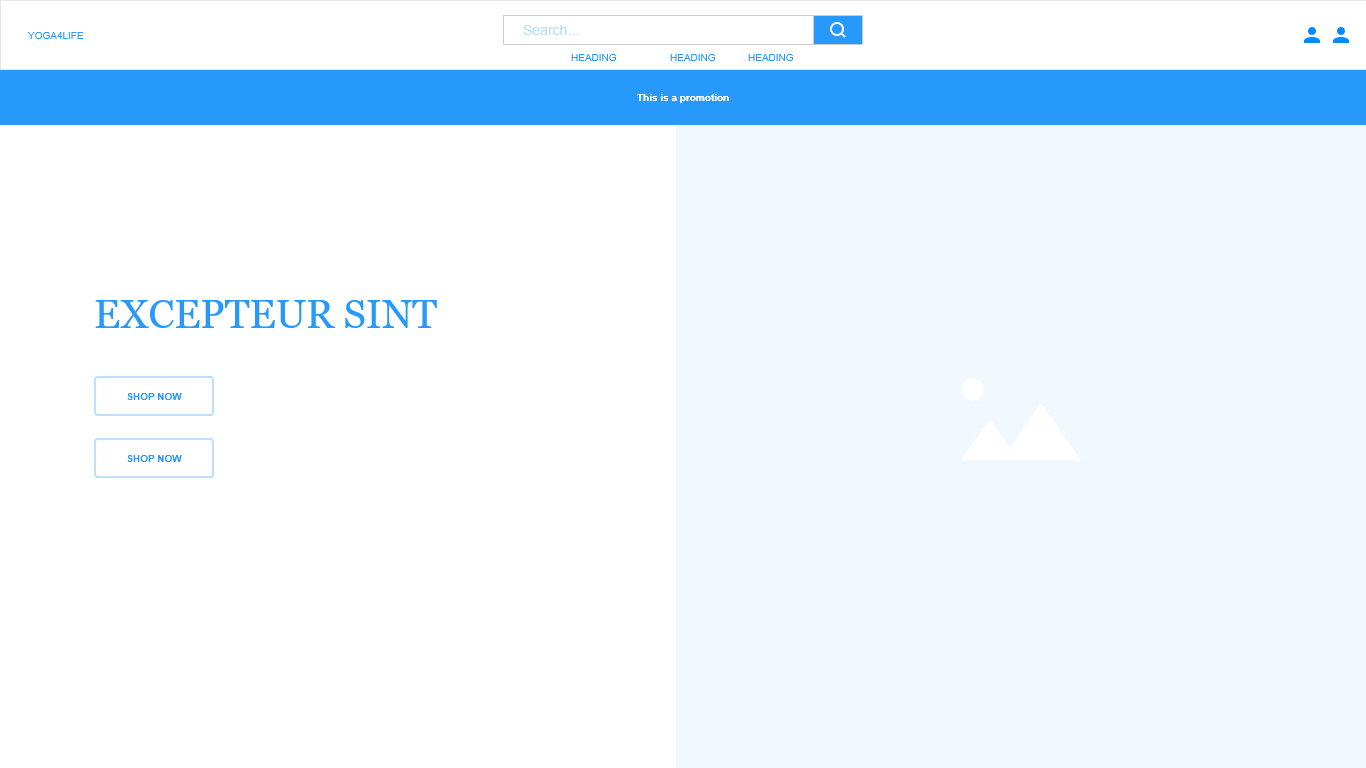 YOGA4LIFE
Search...
HEADING HEADING HEADING
This is a promotion
EXCEPTEUR SINT
SHOP NOW
SHOP NOW